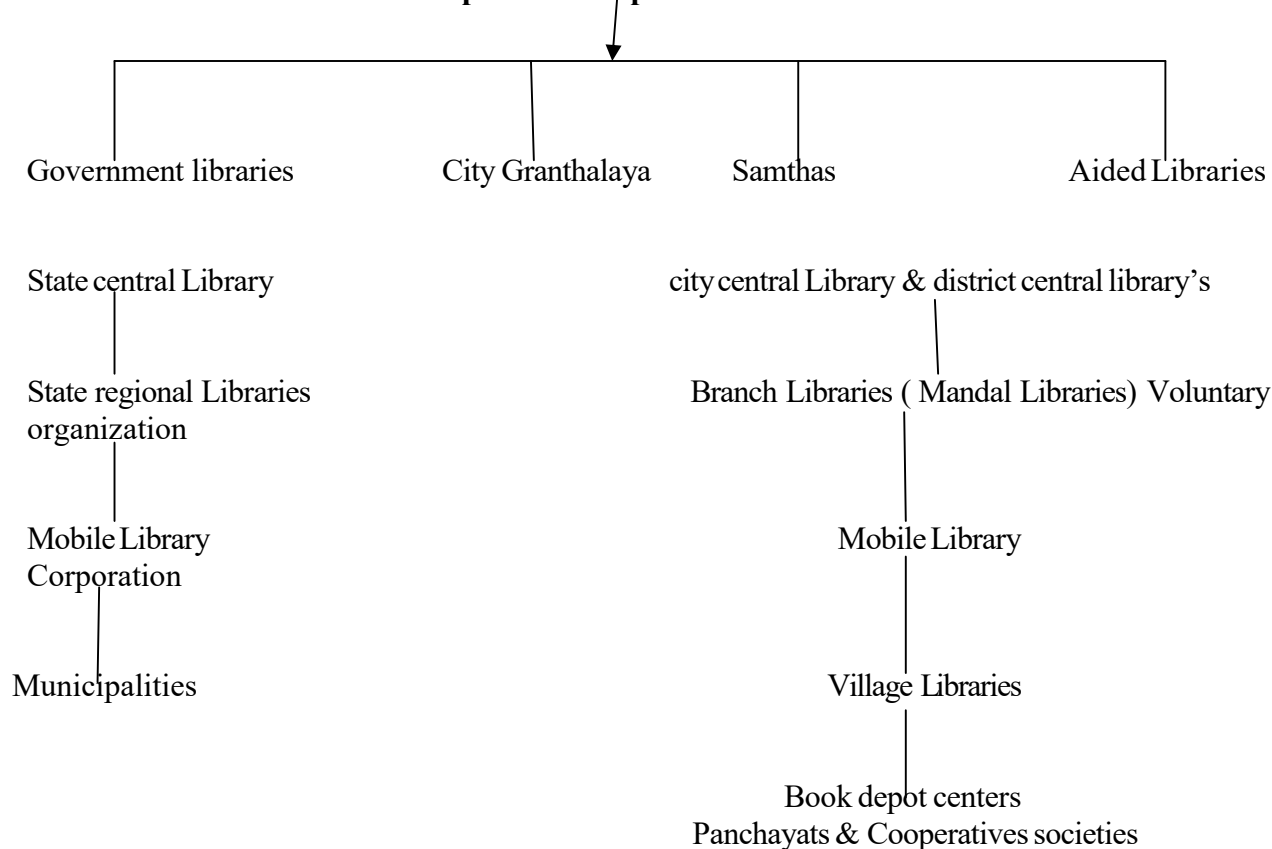 Government libraries City Granthalaya Samthas Aided Libraries
State central Library city central Library & district central library's
State regional Libraries Branch Libraries ( Mandal Libraries) Voluntary
organization
Mobile Library Mobile Library
Corporation
Municipalities Village Libraries
Book depot centers
Panchayats & Cooperatives societies